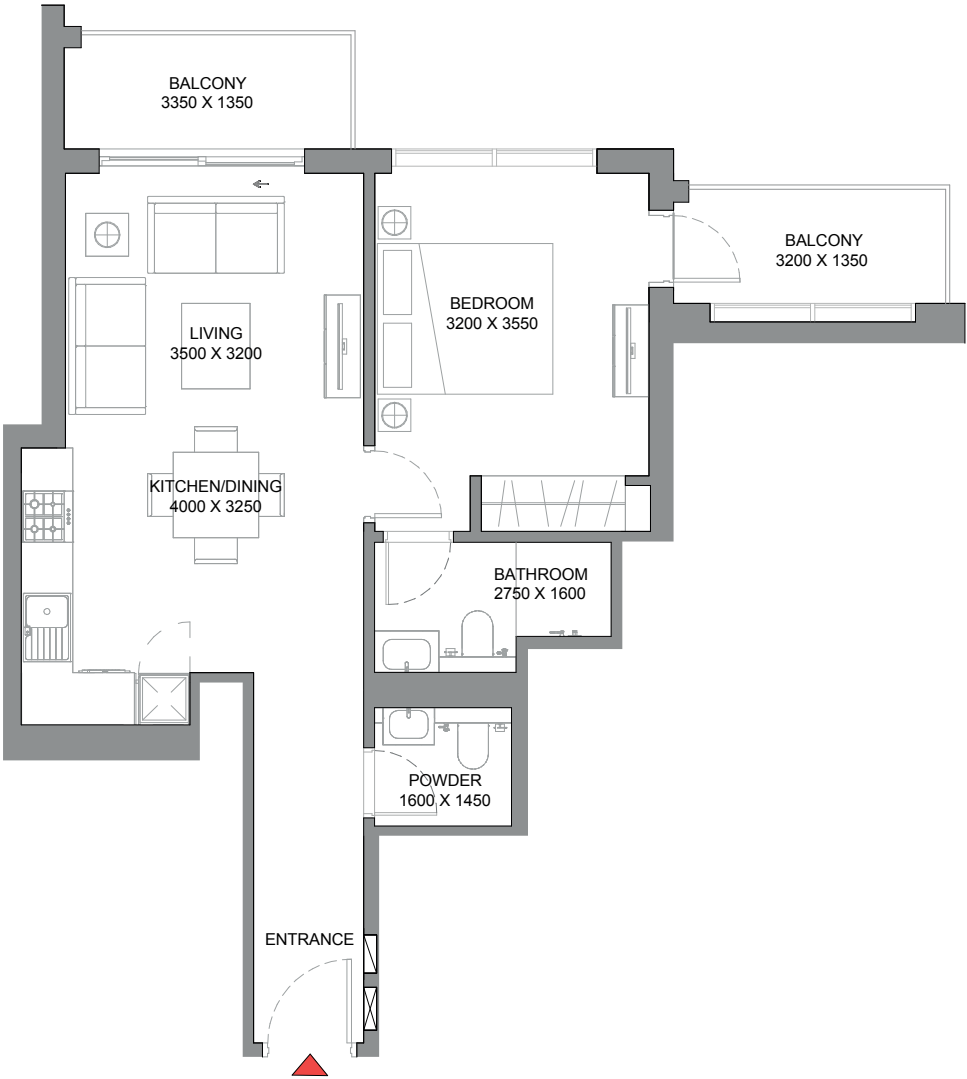 BALCONY
3350 X 1350
BALCONY
3200 X 1350
BEDROOM
3200 X 3550
LIVING
3500 X 3200
KITCHEN/DINING
4000 X 3250
BATHROOM
2750 X 1600
POWDER
1600 X 1450
ENTRANCE